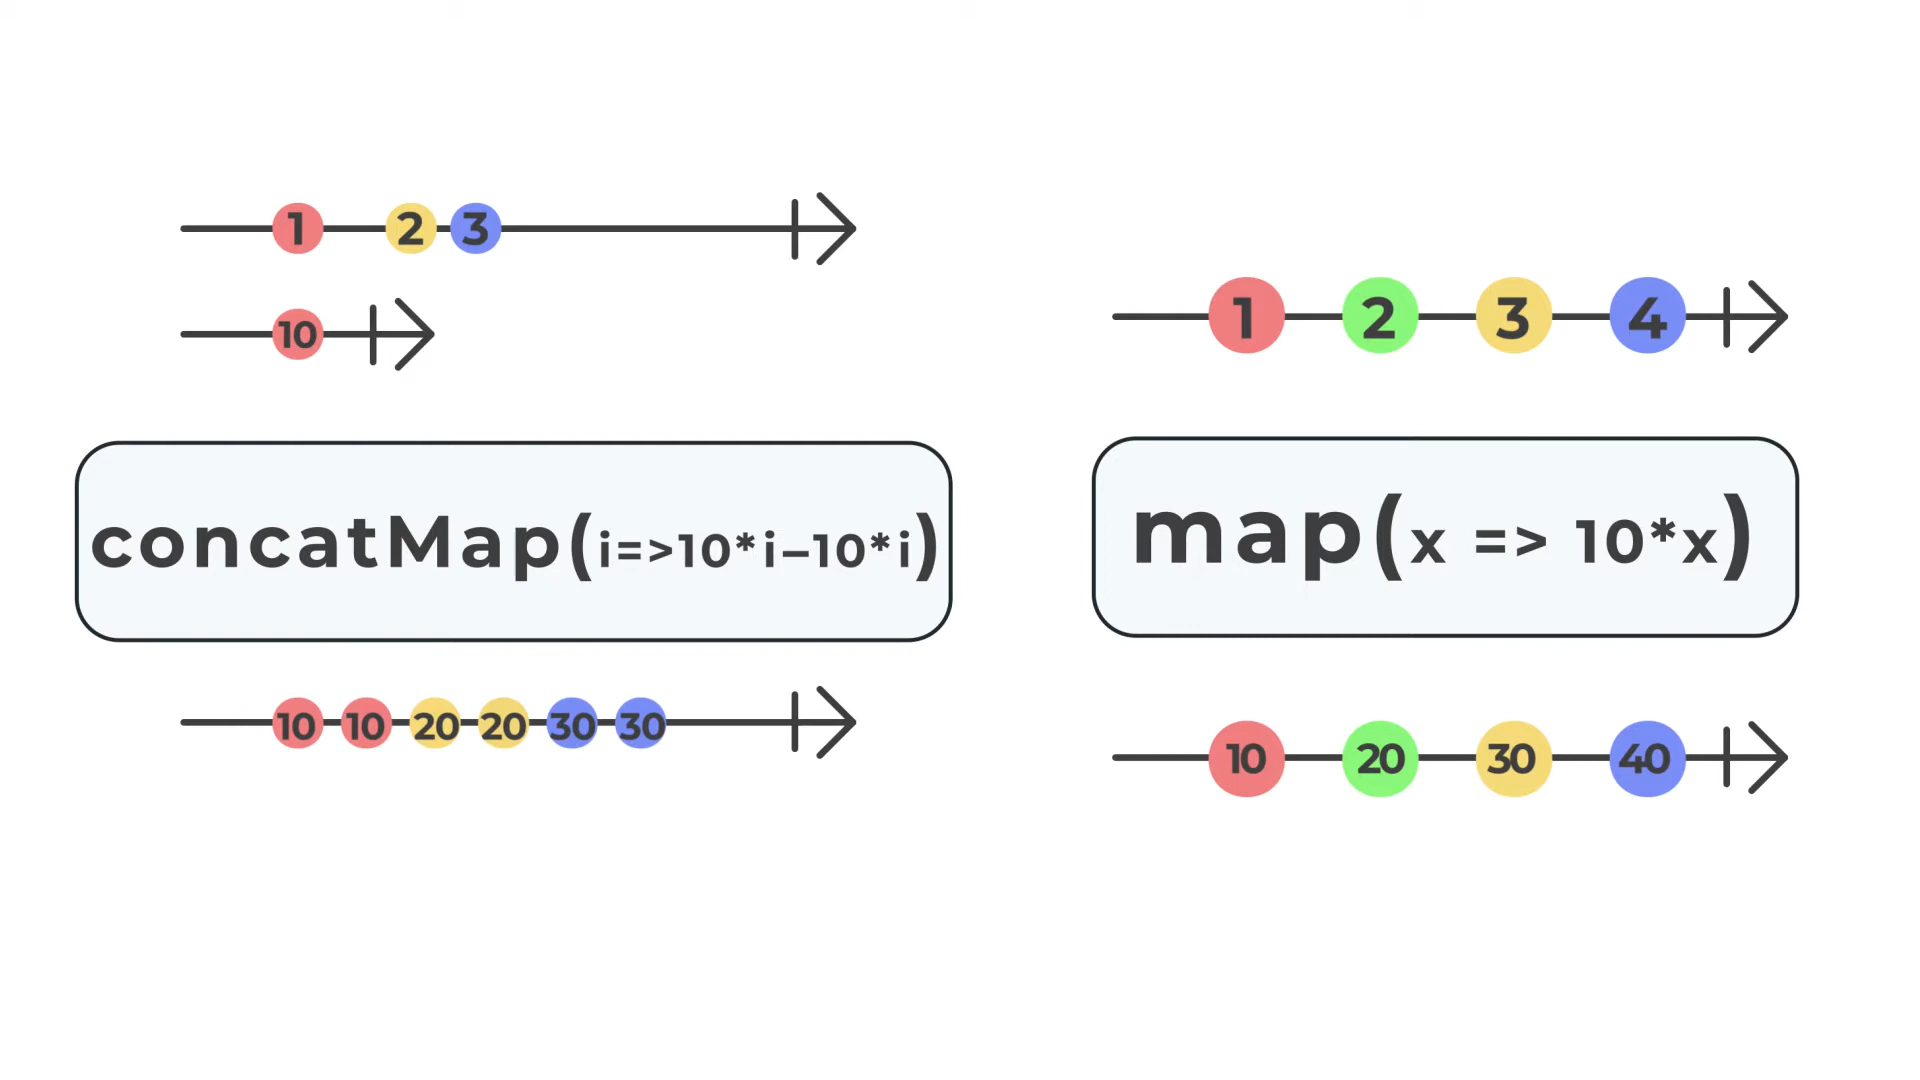 1 2 3
10
concatMap(i=>10*i–10*i)
10 10 20 20 30 30
1 2 3 4
map(x => 10*x)
10 20 30 40